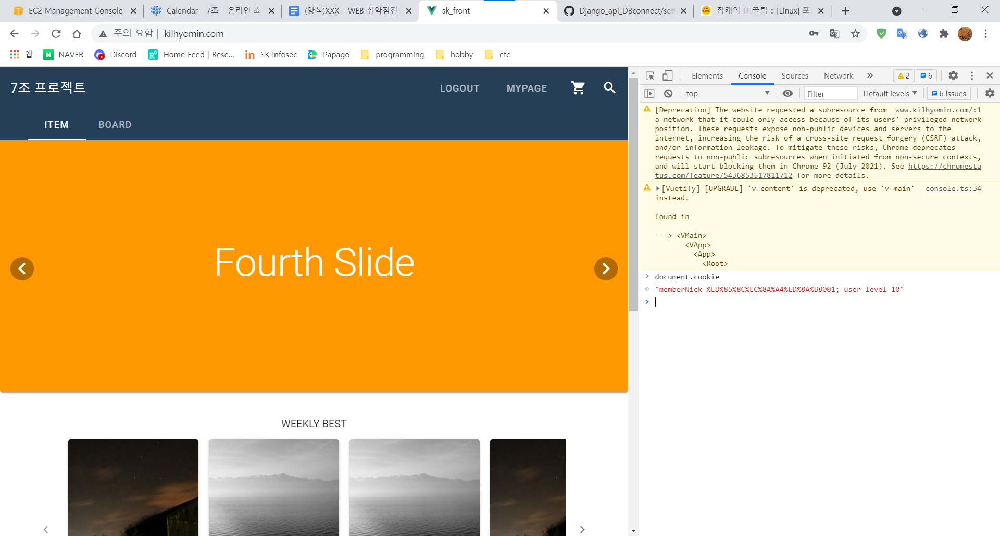 EC2 Management Console
Calendar - 7조 - 온라인 쇼
(양식)XXX - WEB 취약점진
sk_front
Django_api_DBconnect/set
잡캐의 IT 꿀팁 :: [Linux] 포
주의 요함 | kilhyomin.com
앱
NAVER
Discord
Home Feed | Rese...
SK infosec
Papago
programming
hobby
etc
7조 프로젝트
LOGOUT
MYPAGE
ITEM
BOARD
Fourth Slide
WEEKLY BEST
Elements
Console
Sources
Network
2
6
top
Filter
Default levels
6 Issues
[Deprecation] The website requested a subresource from www.kilhyomin.com/:1
a network that it could only access because of its users' privileged network
position. These requests expose non-public devices and servers to the
internet, increasing the risk of a cross-site request forgery (CSRF) attack,
and/or information leakage. To mitigate these risks, Chrome deprecates
requests to non-public subresources when initiated from non-secure contexts,
and will start blocking them in Chrome 92 (July 2021). See https://chromesta
tus.com/feature/5436853517811712 for more details.
[Vuetify] [UPGRADE] 'v-content' is deprecated, use 'v-main' console.ts:34
instead.
found in
---> <VMain>
<VApp>
<App>
<Root>
document.cookie
"memberNick=%ED%85%8C%EC%8A%A4%ED%8A%B8001; user_level=10"